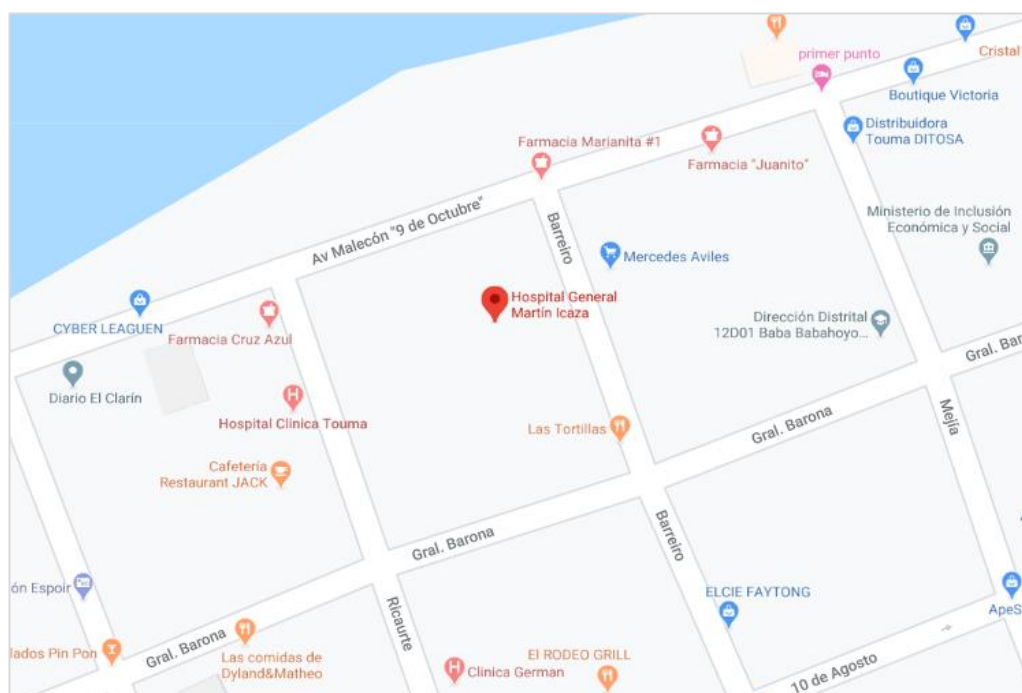 primer punto
Cristal
Boutique Victoria
Distribuidora
Touma DITOSA
Farmacia Marianita #1
Farmacia "Juanito"
Ministerio de Inclusión
Económica y Social
Av Malecón "9 de Octubre"
Barreiro
Mercedes Aviles
Hospital General
Martín Icaza
CYBER LEAGUEN
Farmacia Cruz Azul
Dirección Distrital
12D01 Baba Babahoyo...
Gral. Bar
Diario El Clarín
Hospital Clinica Touma
Las Tortillas
Gral. Barona
Mejía
Cafetería
Restaurant JACK
Gral. Barona
Barreiro
ón Espoir
ELCIE FAYTONG
ApeS
Ricaurte
Gral. Barona
lados Pin Pon
Las comidas de
Dyland&Matheo
El RODEO GRILL
Clinica German
10 de Agosto